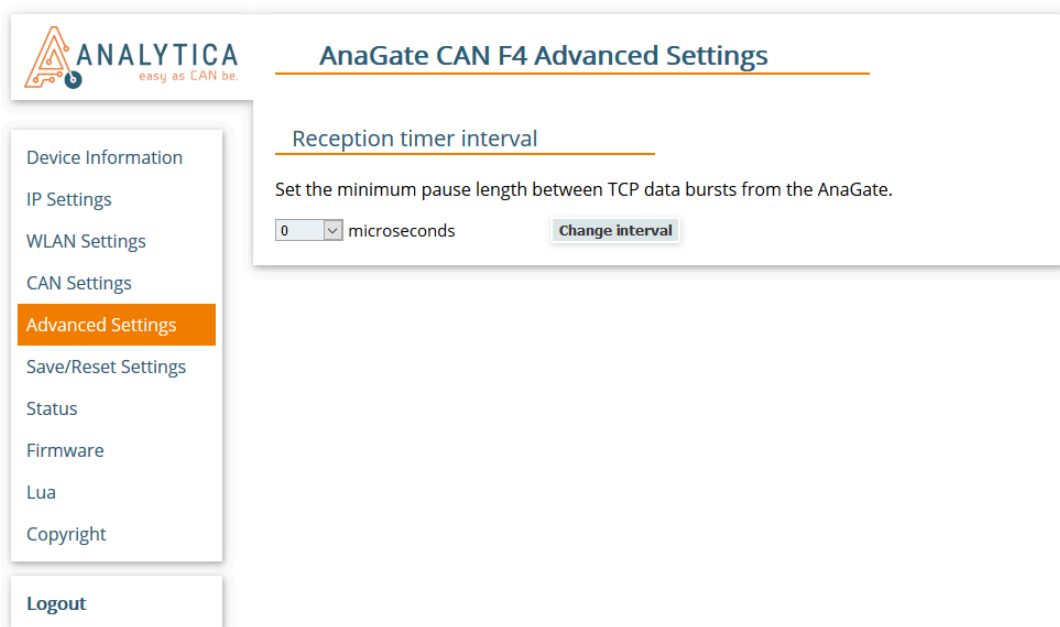 ANALYTICA
easy as CAN be.
AnaGate CAN F4 Advanced Settings
Device Information
IP Settings
WLAN Settings
CAN Settings
Advanced Settings
Save/Reset Settings
Status
Firmware
Lua
Copyright
Logout
Reception timer interval
Set the minimum pause length between TCP data bursts from the AnaGate.
0 microseconds Change interval